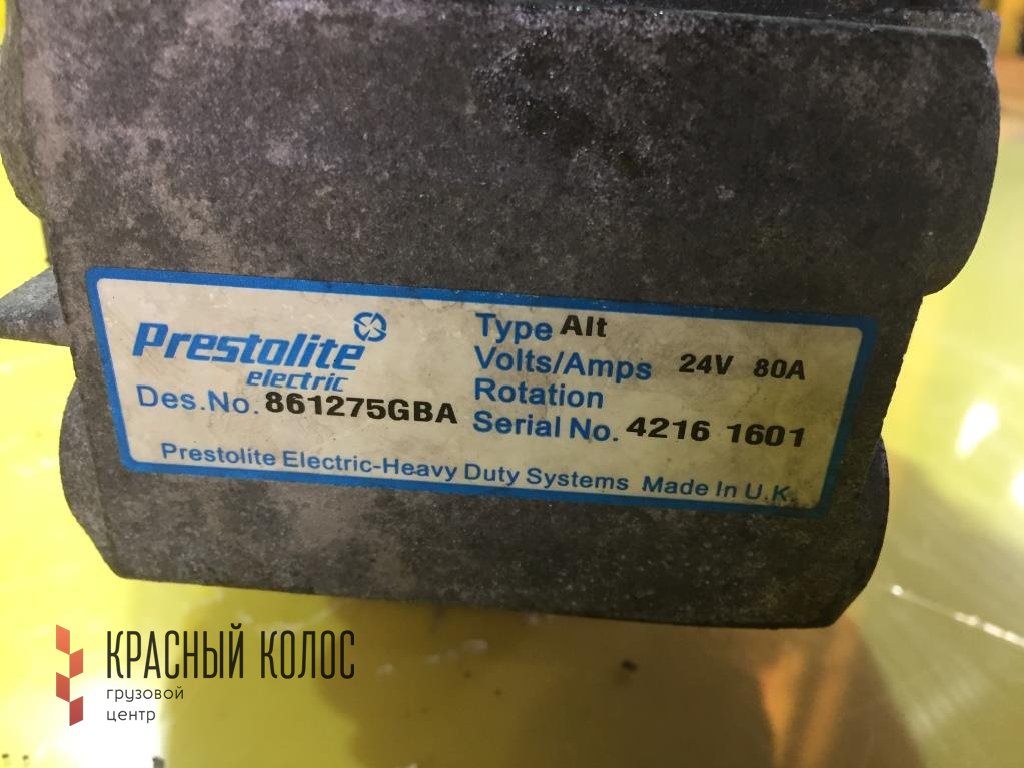 Prestolite
electric
Des.No. 861275GBA
Type Alt
Volts/Amps 24V 80A
Rotation
Serial No. 4216 1601
Prestolite Electric-Heavy Duty Systems Made In U.K.
КРАСНЫЙ КОЛОС
грузовой
центр